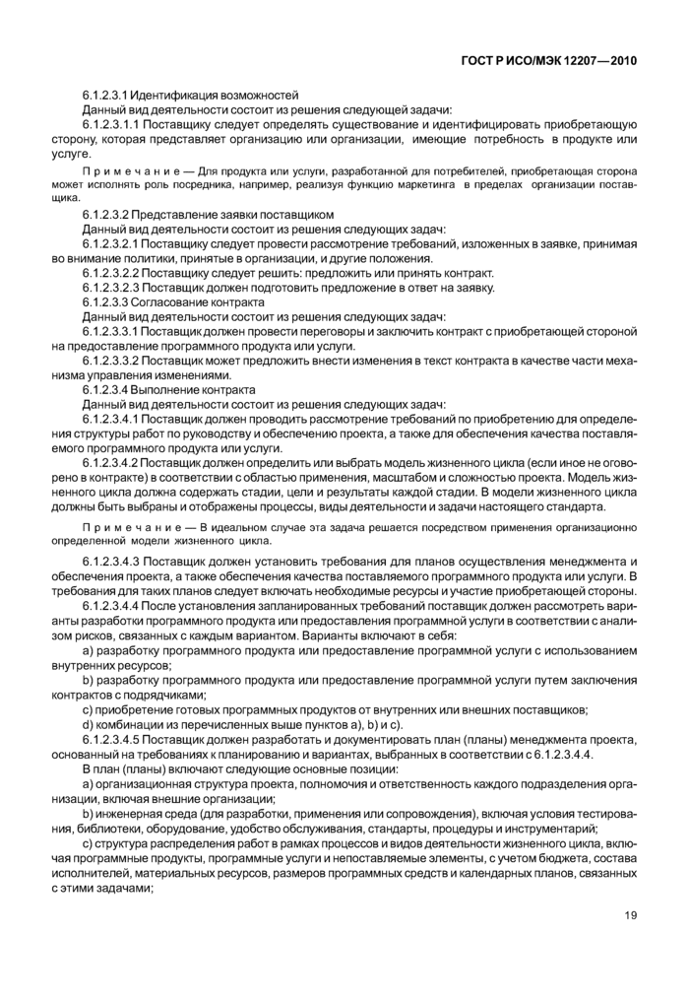 ГОСТ Р ИСО/МЭК 12207—2010
6.1.2.3.1 Идентификация возможностей
Данный вид деятельности состоит из решения следующей задачи:
6.1.2.3.1.1 Поставщику следует определять существование и идентифицировать приобретающую
сторону, которая представляет организацию или организации, имеющие потребность в продукте или
услуге.
П р и м е ч а н и е — Для продукта или услуги, разработанной для потребителей, приобретающая сторона
может исполнять роль посредника, например, реализуя функцию маркетинга в пределах организации постав-
щика.
6.1.2.3.2 Представление заявки поставщиком
Данный вид деятельности состоит из решения следующих задач:
6.1.2.3.2.1 Поставщику следует провести рассмотрение требований, изложенных в заявке, принимая
во внимание политики, принятые в организации, и другие положения.
6.1.2.3.2.2 Поставщику следует решить: предложить или принять контракт.
6.1.2.3.2.3 Поставщик должен подготовить предложение в ответ на заявку.
6.1.2.3.3 Согласование контракта
Данный вид деятельности состоит из решения следующих задач:
6.1.2.3.3.1 Поставщик должен провести переговоры и заключить контракт с приобретающей стороной
на предоставление программного продукта или услуги.
6.1.2.3.3.2 Поставщик может предложить внести изменения в текст контракта в качестве части меха-
низма управления изменениями.
6.1.2.3.4 Выполнение контракта
Данный вид деятельности состоит из решения следующих задач:
6.1.2.3.4.1 Поставщик должен проводить рассмотрение требований по приобретению для определе-
ния структуры работ по руководству и обеспечению проекта, а также для обеспечения качества поставля-
емого программного продукта или услуги.
6.1.2.3.4.2 Поставщик должен определить или выбрать модель жизненного цикла (если иное не огово-
рено в контракте) в соответствии с областью применения, масштабом и сложностью проекта. Модель жиз-
ненного цикла должна содержать стадии, цели и результаты каждой стадии. В модели жизненного цикла
должны быть выбраны и отображены процессы, виды деятельности и задачи настоящего стандарта.
П р и м е ч а н и е — В идеальном случае эта задача решается посредством применения организационно
определенной модели жизненного цикла.
6.1.2.3.4.3 Поставщик должен установить требования для планов осуществления менеджмента и
обеспечения проекта, а также обеспечения качества поставляемого программного продукта или услуги. В
требования для таких планов следует включать необходимые ресурсы и участие приобретающей стороны.
6.1.2.3.4.4 После установления запланированных требований поставщик должен рассмотреть вари-
анты разработки программного продукта или предоставления программной услуги в соответствии с анали-
зом рисков, связанных с каждым вариантом. Варианты включают в себя:
a) разработку программного продукта или предоставление программной услуги с использованием
внутренних ресурсов;
b) разработку программного продукта или предоставление программной услуги путем заключения
контрактов с подрядчиками;
c) приобретение готовых программных продуктов от внутренних или внешних поставщиков;
d) комбинации из перечисленных выше пунктов а), b) и с).
6.1.2.3.4.5 Поставщик должен разработать и документировать план (планы) менеджмента проекта,
основанный на требованиях к планированию и вариантах, выбранных в соответствии с 6.1.2.3.4.4.
В план (планы) включают следующие основные позиции:
a) организационная структура проекта, полномочия и ответственность каждого подразделения орга-
низации, включая внешние организации;
b) инженерная среда (для разработки, применения или сопровождения), включая условия тестирова-
ния, библиотеки, оборудование, удобство обслуживания, стандарты, процедуры и инструментарий;
c) структура распределения работ в рамках процессов и видов деятельности жизненного цикла, вклю-
чая программные продукты, программные услуги и непоставляемые элементы, с учетом бюджета, состава
исполнителей, материальных ресурсов, размеров программных средств и календарных планов, связанных
с этими задачами;
19